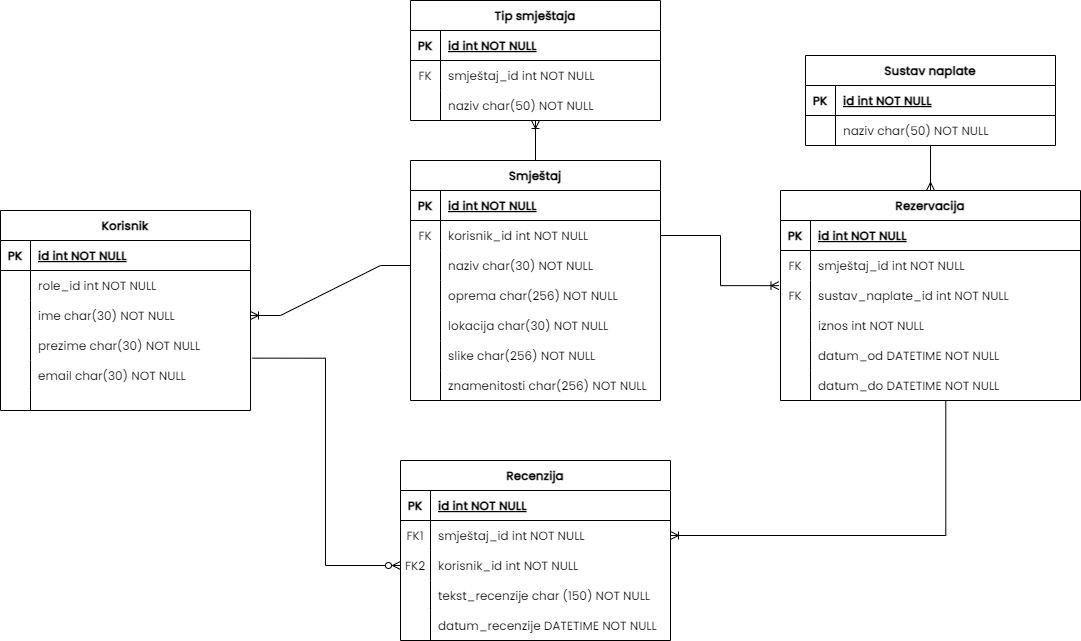 Tip smještaja
PK id int NOT NULL
FK smještaj_id int NOT NULL
naziv char(50) NOT NULL
Sustav naplate
PK id int NOT NULL
naziv char(50) NOT NULL
Smještaj
PK id int NOT NULL
FK korisnik_id int NOT NULL
naziv char(30) NOT NULL
oprema char(256) NOT NULL
lokacija char(30) NOT NULL
slike char(256) NOT NULL
znamenitosti char(256) NOT NULL
Rezervacija
PK id int NOT NULL
FK smještaj_id int NOT NULL
FK sustav_naplate_id int NOT NULL
iznos int NOT NULL
datum_od DATETIME NOT NULL
datum_do DATETIME NOT NULL
Korisnik
PK id int NOT NULL
role_id int NOT NULL
ime char(30) NOT NULL
prezime char(30) NOT NULL
email char(30) NOT NULL
Recenzija
PK id int NOT NULL
FK1 smještaj_id int NOT NULL
FK2 korisnik_id int NOT NULL
tekst_recenzije char (150) NOT NULL
datum_recenzije DATETIME NOT NULL